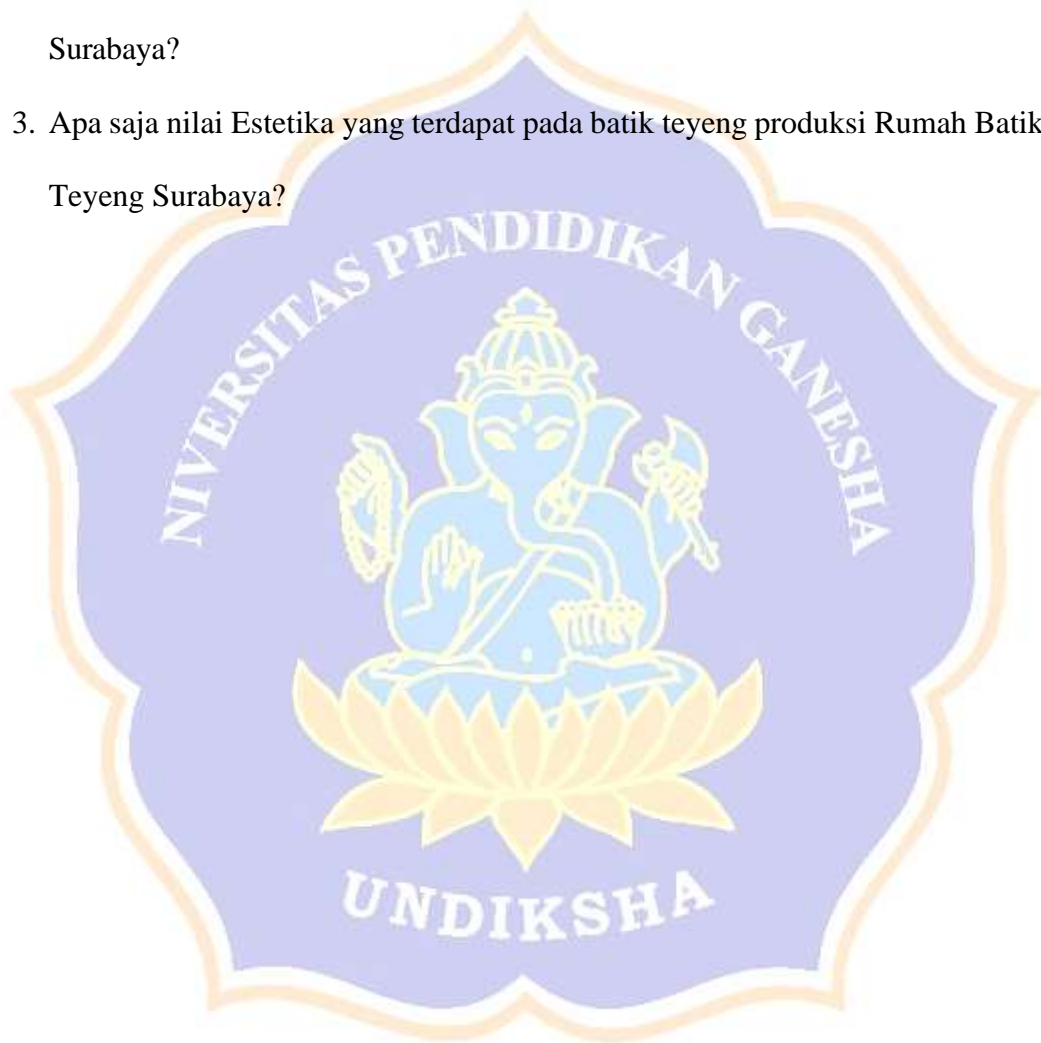 Surabaya?
3. Apa saja nilai Estetika yang terdapat pada batik teyeng produksi Rumah Batik
Teyeng Surabaya?
NIVERSITAS PENDIDIKAN GANESHA
UNDIKSHA